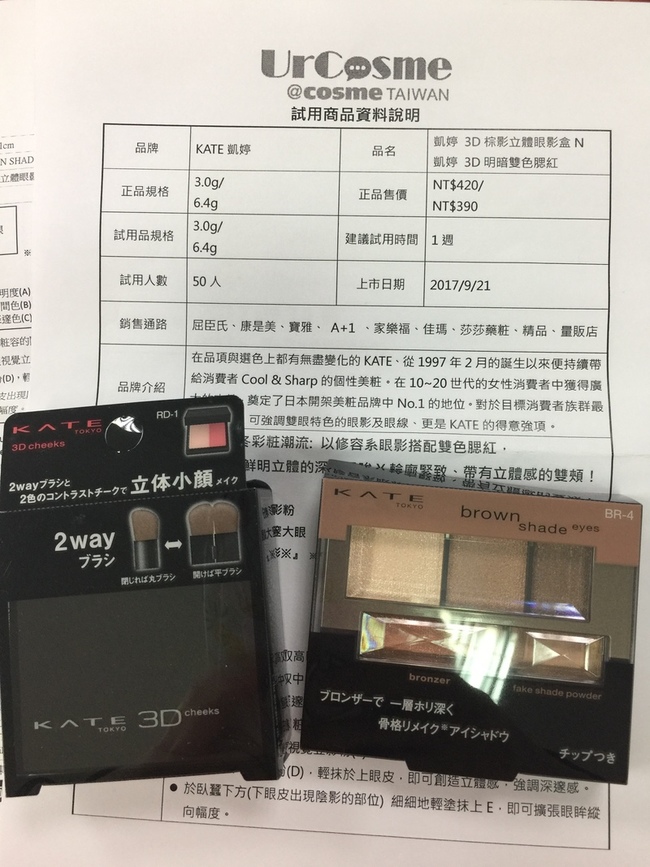 UrCosme
@cosme TAIWAN
試用商品資料說明
品牌
KATE 凱婷
品名
凱婷 3D 棕影立體眼影盒 N
凱婷 3D 明暗雙色腮紅
正品規格
3.0g/
6.4g
正品售價
NT$420/
NT$390
試用品規格
3.0g/
6.4g
建議試用時間
1 週
試用人數
50 人
上市日期
2017/9/21
銷售通路
屈臣氏、康是美、寶雅、 A+1 、家樂福、佳瑪、莎莎藥粧、精品、量販店
品牌介紹
在品項與選色上都有無盡變化的 KATE、從 1997 年 2 月的誕生以來便持續帶
給消費者 Cool & Sharp 的個性美粧。在 10~20 世代的女性消費者中獲得廣
奠定了日本開架美粧品牌中 No.1 的地位。對於目標消費者族群最
可強調雙眼特色的眼影及眼線、更是 KATE 的得意強項。
彩粧潮流: 以修容系眼影搭配雙色腮紅，
鮮明立體的深
輪廓緊致、帶有立體感的雙頰！
1cm
N SHAD
立體眼
明度(A)
間色(B)
影粉
大窪大眼
KATE
TOKYO
3D cheeks
RD-1
2wayブラシと
2色のコントラストチークで 立体小顔 メイク
2way
ブラシ
閉じれば丸ブラシ
開けば平ブラシ
KATE
TOKYO
3D cheeks
KATE
TOKYO
brown
shade eyes
BR-4
bronzer
fake shade powder
ブロンザーで 一層ホリ深く
骨格リメイク※アイシャドウ
チップつき
(D)，輕抹於上眼皮，即可創造立體感，強調深邃感。
● 於臥蠶下方(下眼皮出現陰影的部位) 細細地輕塗抹上 E，即可擴張眼眸縱
向幅度。